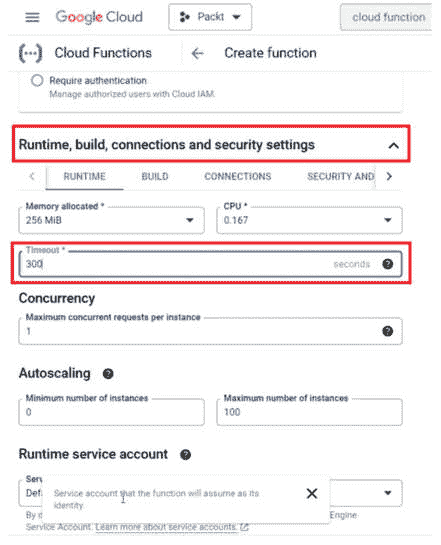 Google Cloud
Packt
cloud function
Cloud Functions
Create function
Require authentication
Manage authorized users with Cloud IAM.
Runtime, build, connections and security settings
RUNTIME BUILD CONNECTIONS SECURITY AND
Memory allocated * CPU *
256 MiB 0.167
Timeout *
300 seconds
Concurrency
Maximum concurrent requests per instance
1
Autoscaling
Minimum number of instances Maximum number of instances
0 100
Runtime service account
Service account that the function will assume as its
identity.
Engine
Service Account. Learn more about service accounts.